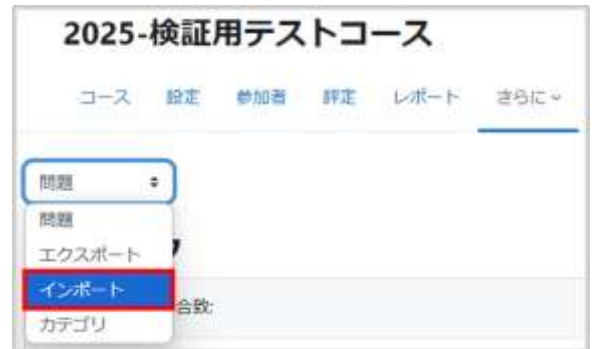 2025-検証用テストコース
コース 設定 参加者 評定 レポート さらに
問題
問題
エクスポート
インポート
合数:
カテゴリ